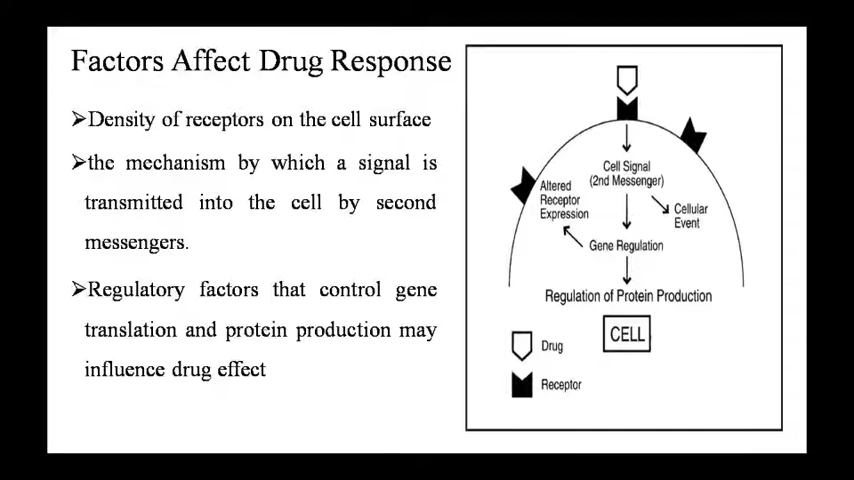 Factors Affect Drug Response
➢Density of receptors on the cell surface
➢the mechanism by which a signal is
transmitted into the cell by second
messengers.
➢Regulatory factors that control gene
translation and protein production may
influence drug effect
Cell Signal
(2nd Messenger)
Altered
Receptor
Expression
Cellular
Event
Gene Regulation
Regulation of Protein Production
CELL
Drug
Receptor